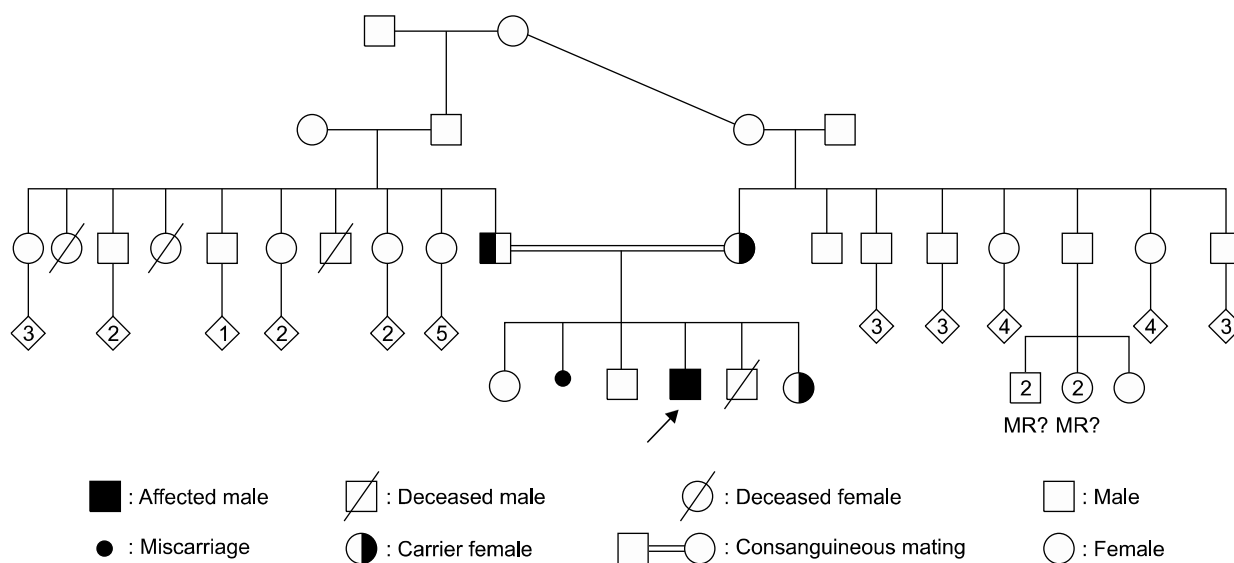 3 2 1 2 2 5 3 3 4 4 3
2 2
MR? MR?
: Affected male : Deceased male : Deceased female : Male
: Miscarriage : Carrier female : Consanguineous mating : Female